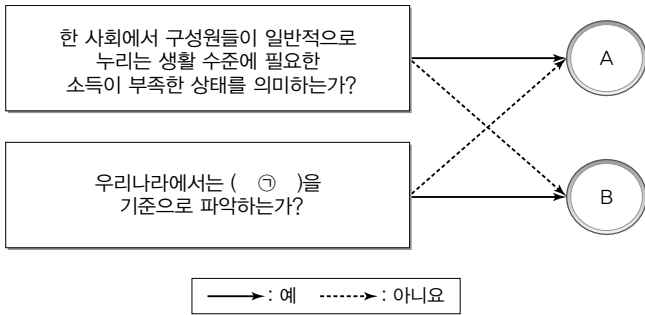 한 사회에서 구성원들이 일반적으로
누리는 생활 수준에 필요한
소득이 부족한 상태를 의미하는가?
A
우리나라에서는 ( ㉠ )을
기준으로 파악하는가?
B
: 예 : 아니요